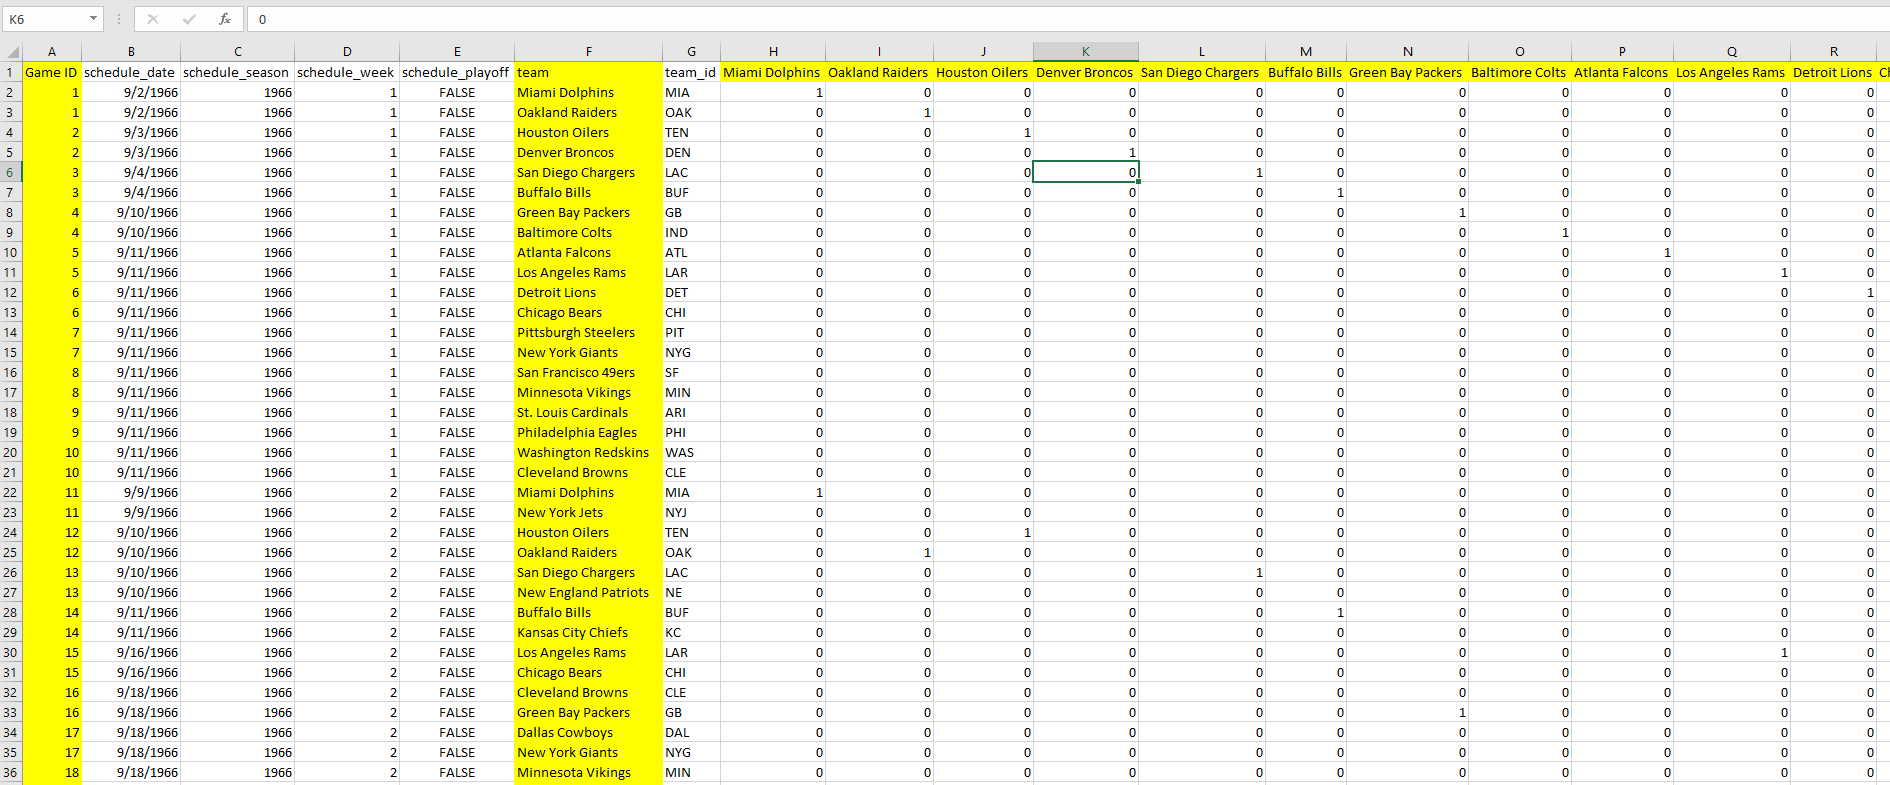 K6 fx 0
A B C D E F G H I J K L M N O P Q R
1 Game ID schedule_date schedule_season schedule_week schedule_playoff team team_id Miami Dolphins Oakland Raiders Houston Oilers Denver Broncos San Diego Chargers Buffalo Bills Green Bay Packers Baltimore Colts Atlanta Falcons Los Angeles Rams Detroit Lions
2 1 9/2/1966 1966 1 FALSE Miami Dolphins MIA 1 0 0 0 0 0 0 0 0 0 0
3 1 9/2/1966 1966 1 FALSE Oakland Raiders OAK 0 1 0 0 0 0 0 0 0 0 0
4 2 9/3/1966 1966 1 FALSE Houston Oilers TEN 0 0 1 0 0 0 0 0 0 0 0
5 2 9/3/1966 1966 1 FALSE Denver Broncos DEN 0 0 0 1 0 0 0 0 0 0 0
6 3 9/4/1966 1966 1 FALSE San Diego Chargers LAC 0 0 0 0 1 0 0 0 0 0 0
7 3 9/4/1966 1966 1 FALSE Buffalo Bills BUF 0 0 0 0 0 1 0 0 0 0 0
8 4 9/10/1966 1966 1 FALSE Green Bay Packers GB 0 0 0 0 0 0 1 0 0 0 0
9 4 9/10/1966 1966 1 FALSE Baltimore Colts IND 0 0 0 0 0 0 0 1 0 0 0
10 5 9/11/1966 1966 1 FALSE Atlanta Falcons ATL 0 0 0 0 0 0 0 0 1 0 0
11 5 9/11/1966 1966 1 FALSE Los Angeles Rams LAR 0 0 0 0 0 0 0 0 0 1 0
12 6 9/11/1966 1966 1 FALSE Detroit Lions DET 0 0 0 0 0 0 0 0 0 0 1
13 6 9/11/1966 1966 1 FALSE Chicago Bears CHI 0 0 0 0 0 0 0 0 0 0 0
14 7 9/11/1966 1966 1 FALSE Pittsburgh Steelers PIT 0 0 0 0 0 0 0 0 0 0 0
15 7 9/11/1966 1966 1 FALSE New York Giants NYG 0 0 0 0 0 0 0 0 0 0 0
16 8 9/11/1966 1966 1 FALSE San Francisco 49ers SF 0 0 0 0 0 0 0 0 0 0 0
17 8 9/11/1966 1966 1 FALSE Minnesota Vikings MIN 0 0 0 0 0 0 0 0 0 0 0
18 9 9/11/1966 1966 1 FALSE St. Louis Cardinals ARI 0 0 0 0 0 0 0 0 0 0 0
19 9 9/11/1966 1966 1 FALSE Philadelphia Eagles PHI 0 0 0 0 0 0 0 0 0 0 0
20 10 9/11/1966 1966 1 FALSE Washington Redskins WAS 0 0 0 0 0 0 0 0 0 0 0
21 10 9/11/1966 1966 1 FALSE Cleveland Browns CLE 0 0 0 0 0 0 0 0 0 0 0
22 11 9/9/1966 1966 2 FALSE Miami Dolphins MIA 1 0 0 0 0 0 0 0 0 0 0
23 11 9/9/1966 1966 2 FALSE New York Jets NYJ 0 0 0 0 0 0 0 0 0 0 0
24 12 9/10/1966 1966 2 FALSE Houston Oilers TEN 0 0 1 0 0 0 0 0 0 0 0
25 12 9/10/1966 1966 2 FALSE Oakland Raiders OAK 0 1 0 0 0 0 0 0 0 0 0
26 13 9/10/1966 1966 2 FALSE San Diego Chargers LAC 0 0 0 0 1 0 0 0 0 0 0
27 13 9/10/1966 1966 2 FALSE New England Patriots NE 0 0 0 0 0 0 0 0 0 0 0
28 14 9/11/1966 1966 2 FALSE Buffalo Bills BUF 0 0 0 0 0 1 0 0 0 0 0
29 14 9/11/1966 1966 2 FALSE Kansas City Chiefs KC 0 0 0 0 0 0 0 0 0 0 0
30 15 9/16/1966 1966 2 FALSE Los Angeles Rams LAR 0 0 0 0 0 0 0 0 0 1 0
31 15 9/16/1966 1966 2 FALSE Chicago Bears CHI 0 0 0 0 0 0 0 0 0 0 0
32 16 9/18/1966 1966 2 FALSE Cleveland Browns CLE 0 0 0 0 0 0 0 0 0 0 0
33 16 9/18/1966 1966 2 FALSE Green Bay Packers GB 0 0 0 0 0 0 1 0 0 0 0
34 17 9/18/1966 1966 2 FALSE Dallas Cowboys DAL 0 0 0 0 0 0 0 0 0 0 0
35 17 9/18/1966 1966 2 FALSE New York Giants NYG 0 0 0 0 0 0 0 0 0 0 0
36 18 9/18/1966 1966 2 FALSE Minnesota Vikings MIN 0 0 0 0 0 0 0 0 0 0 0